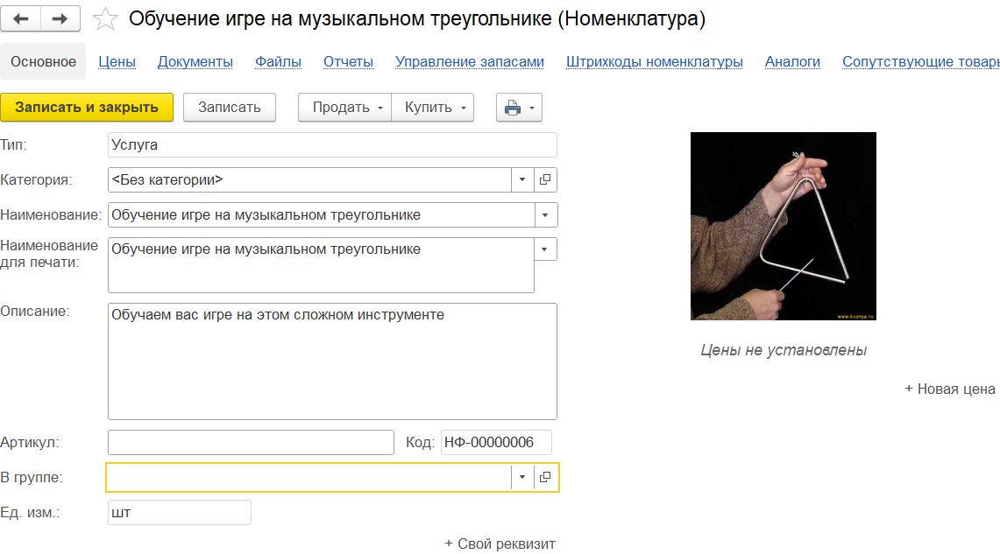 Обучение игре на музыкальном треугольнике (Номенклатура)
Основное Цены Документы Файлы Отчеты Управление запасами Штрихкоды номенклатуры Аналоги Сопутствующие товары
Записать и закрыть Записать Продать Купить
Тип: Услуга
Категория: <Без категории>
Наименование: Обучение игре на музыкальном треугольнике
Наименование для печати: Обучение игре на музыкальном треугольнике
Описание: Обучаем вас игре на этом сложном инструменте
www.kuznya.ru
Цены не установлены
+ Новая цена
Артикул: Код: НФ-00000006
В группе:
Ед. изм.: шт
+ Свой реквизит